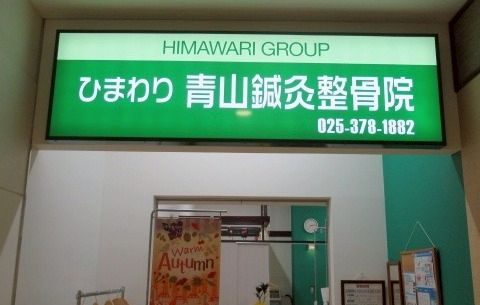 HIMAWARI GROUP
ひまわり 青山鍼灸整骨院
025-378-1882
Warm
Autumn